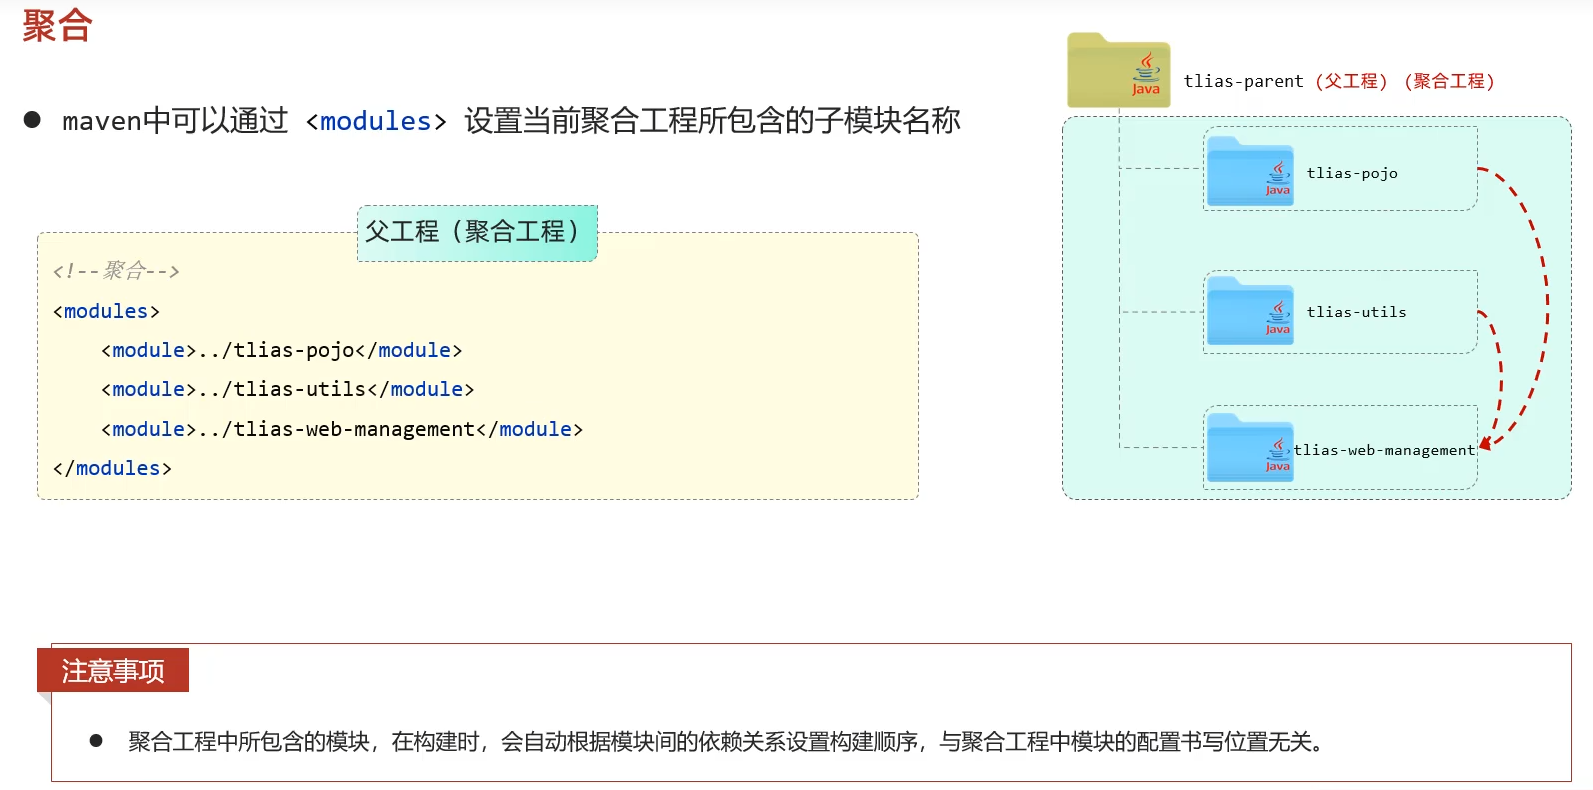 聚合
● maven中可以通过 <modules> 设置当前聚合工程所包含的子模块名称
父工程（聚合工程）
<!--聚合-->
<modules>
    <module>../tlias-pojo</module>
    <module>../tlias-utils</module>
    <module>../tlias-web-management</module>
</modules>
Java
tlias-parent（父工程）（聚合工程）
Java
tlias-pojo
Java
tlias-utils
Java
tlias-web-management
注意事项
● 聚合工程中所包含的模块，在构建时，会自动根据模块间的依赖关系设置构建顺序，与聚合工程中模块的配置书写位置无关。